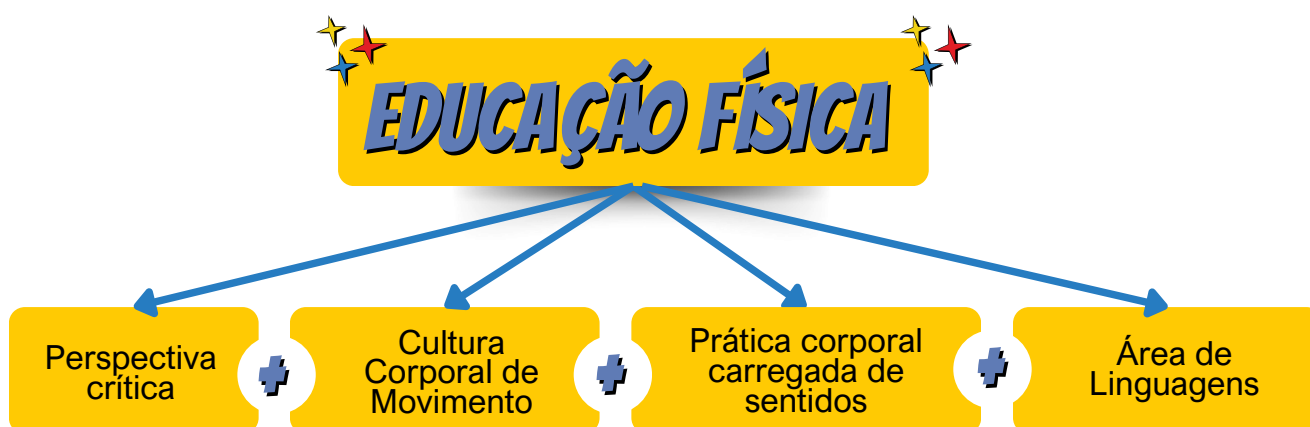 EDUCAÇÃO FÍSICA
Perspectiva
crítica
+
Cultura
Corporal de
Movimento
+
Prática corporal
carregada de
sentidos
+
Área de
Linguagens